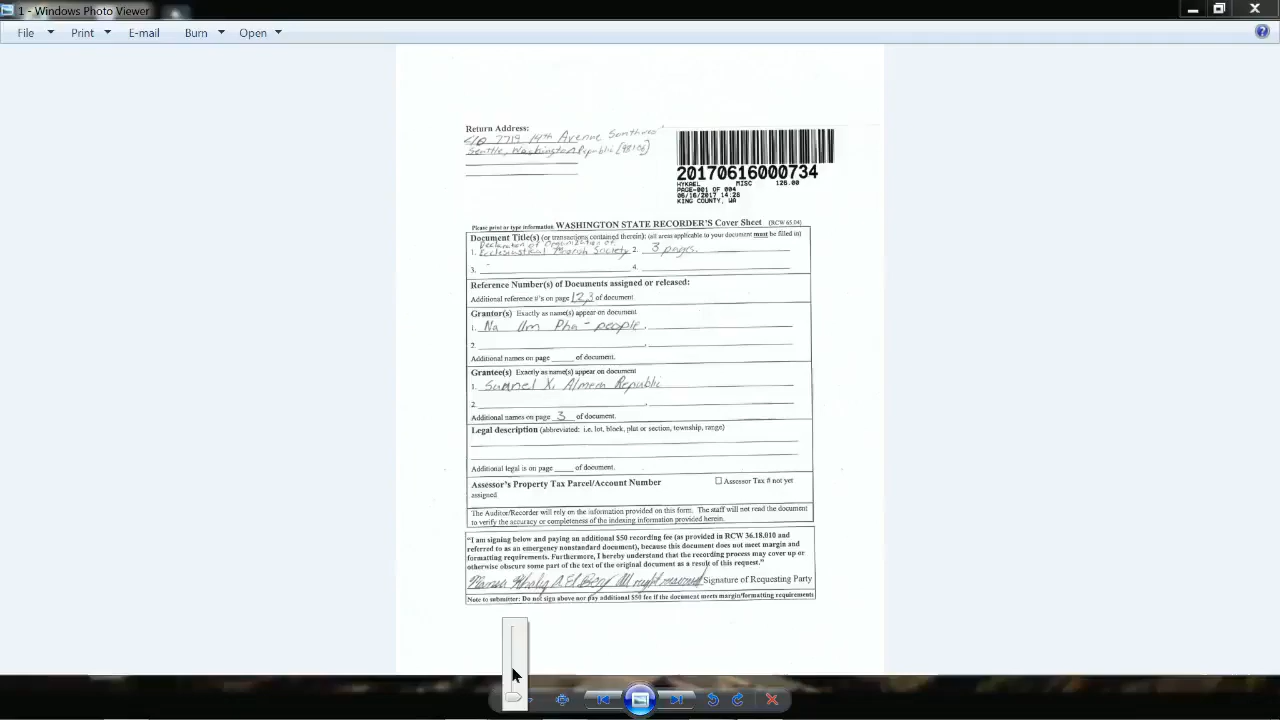 1 - Windows Photo Viewer
File Print E-mail Burn Open
Return Address:
c/o 7719 14th Avenue Southwest
Seattle, Washington Republic [98106]
20170616000734
HYKAEL MISC 126.00
PAGE-001 OF 004
06/16/2017 14:28
KING COUNTY, WA
Please print or type information WASHINGTON STATE RECORDER'S Cover Sheet (RCW 65.04)
Document Title(s) (or transactions contained therein): (all areas applicable to your document must be filled in)
Declaration of Organization of
1. Ecclesiastical Moorish Society 2. 3 pages.
3. 4.
Reference Number(s) of Documents assigned or released:
Additional reference #'s on page 1,2,3 of document
Grantor(s) Exactly as name(s) appear on document
1. Na Um Pha - people ,
2. ,
Additional names on page of document.
Grantee(s) Exactly as name(s) appear on document
1. X, Republic
2. ,
Additional names on page 3 of document.
Legal description (abbreviated: i.e. lot, block, plat or section, township, range)
Additional legal is on page of document.
Assessor's Property Tax Parcel/Account Number Assessor Tax # not yet
assigned
The Auditor/Recorder will rely on the information provided on this form. The staff will not read the document
to verify the accuracy or completeness of the indexing information provided herein.
"I am signing below and paying an additional $50 recording fee (as provided in RCW 36.18.010 and
referred to as an emergency nonstandard document), because this document does not meet margin and
formatting requirements. Furthermore, I hereby understand that the recording process may cover up or
otherwise obscure some part of the text of the original document as a result of this request."
All right reserved Signature of Requesting Party
Note to submitter: Do not sign above nor pay additional $50 fee if the document meets margin/formatting requirements